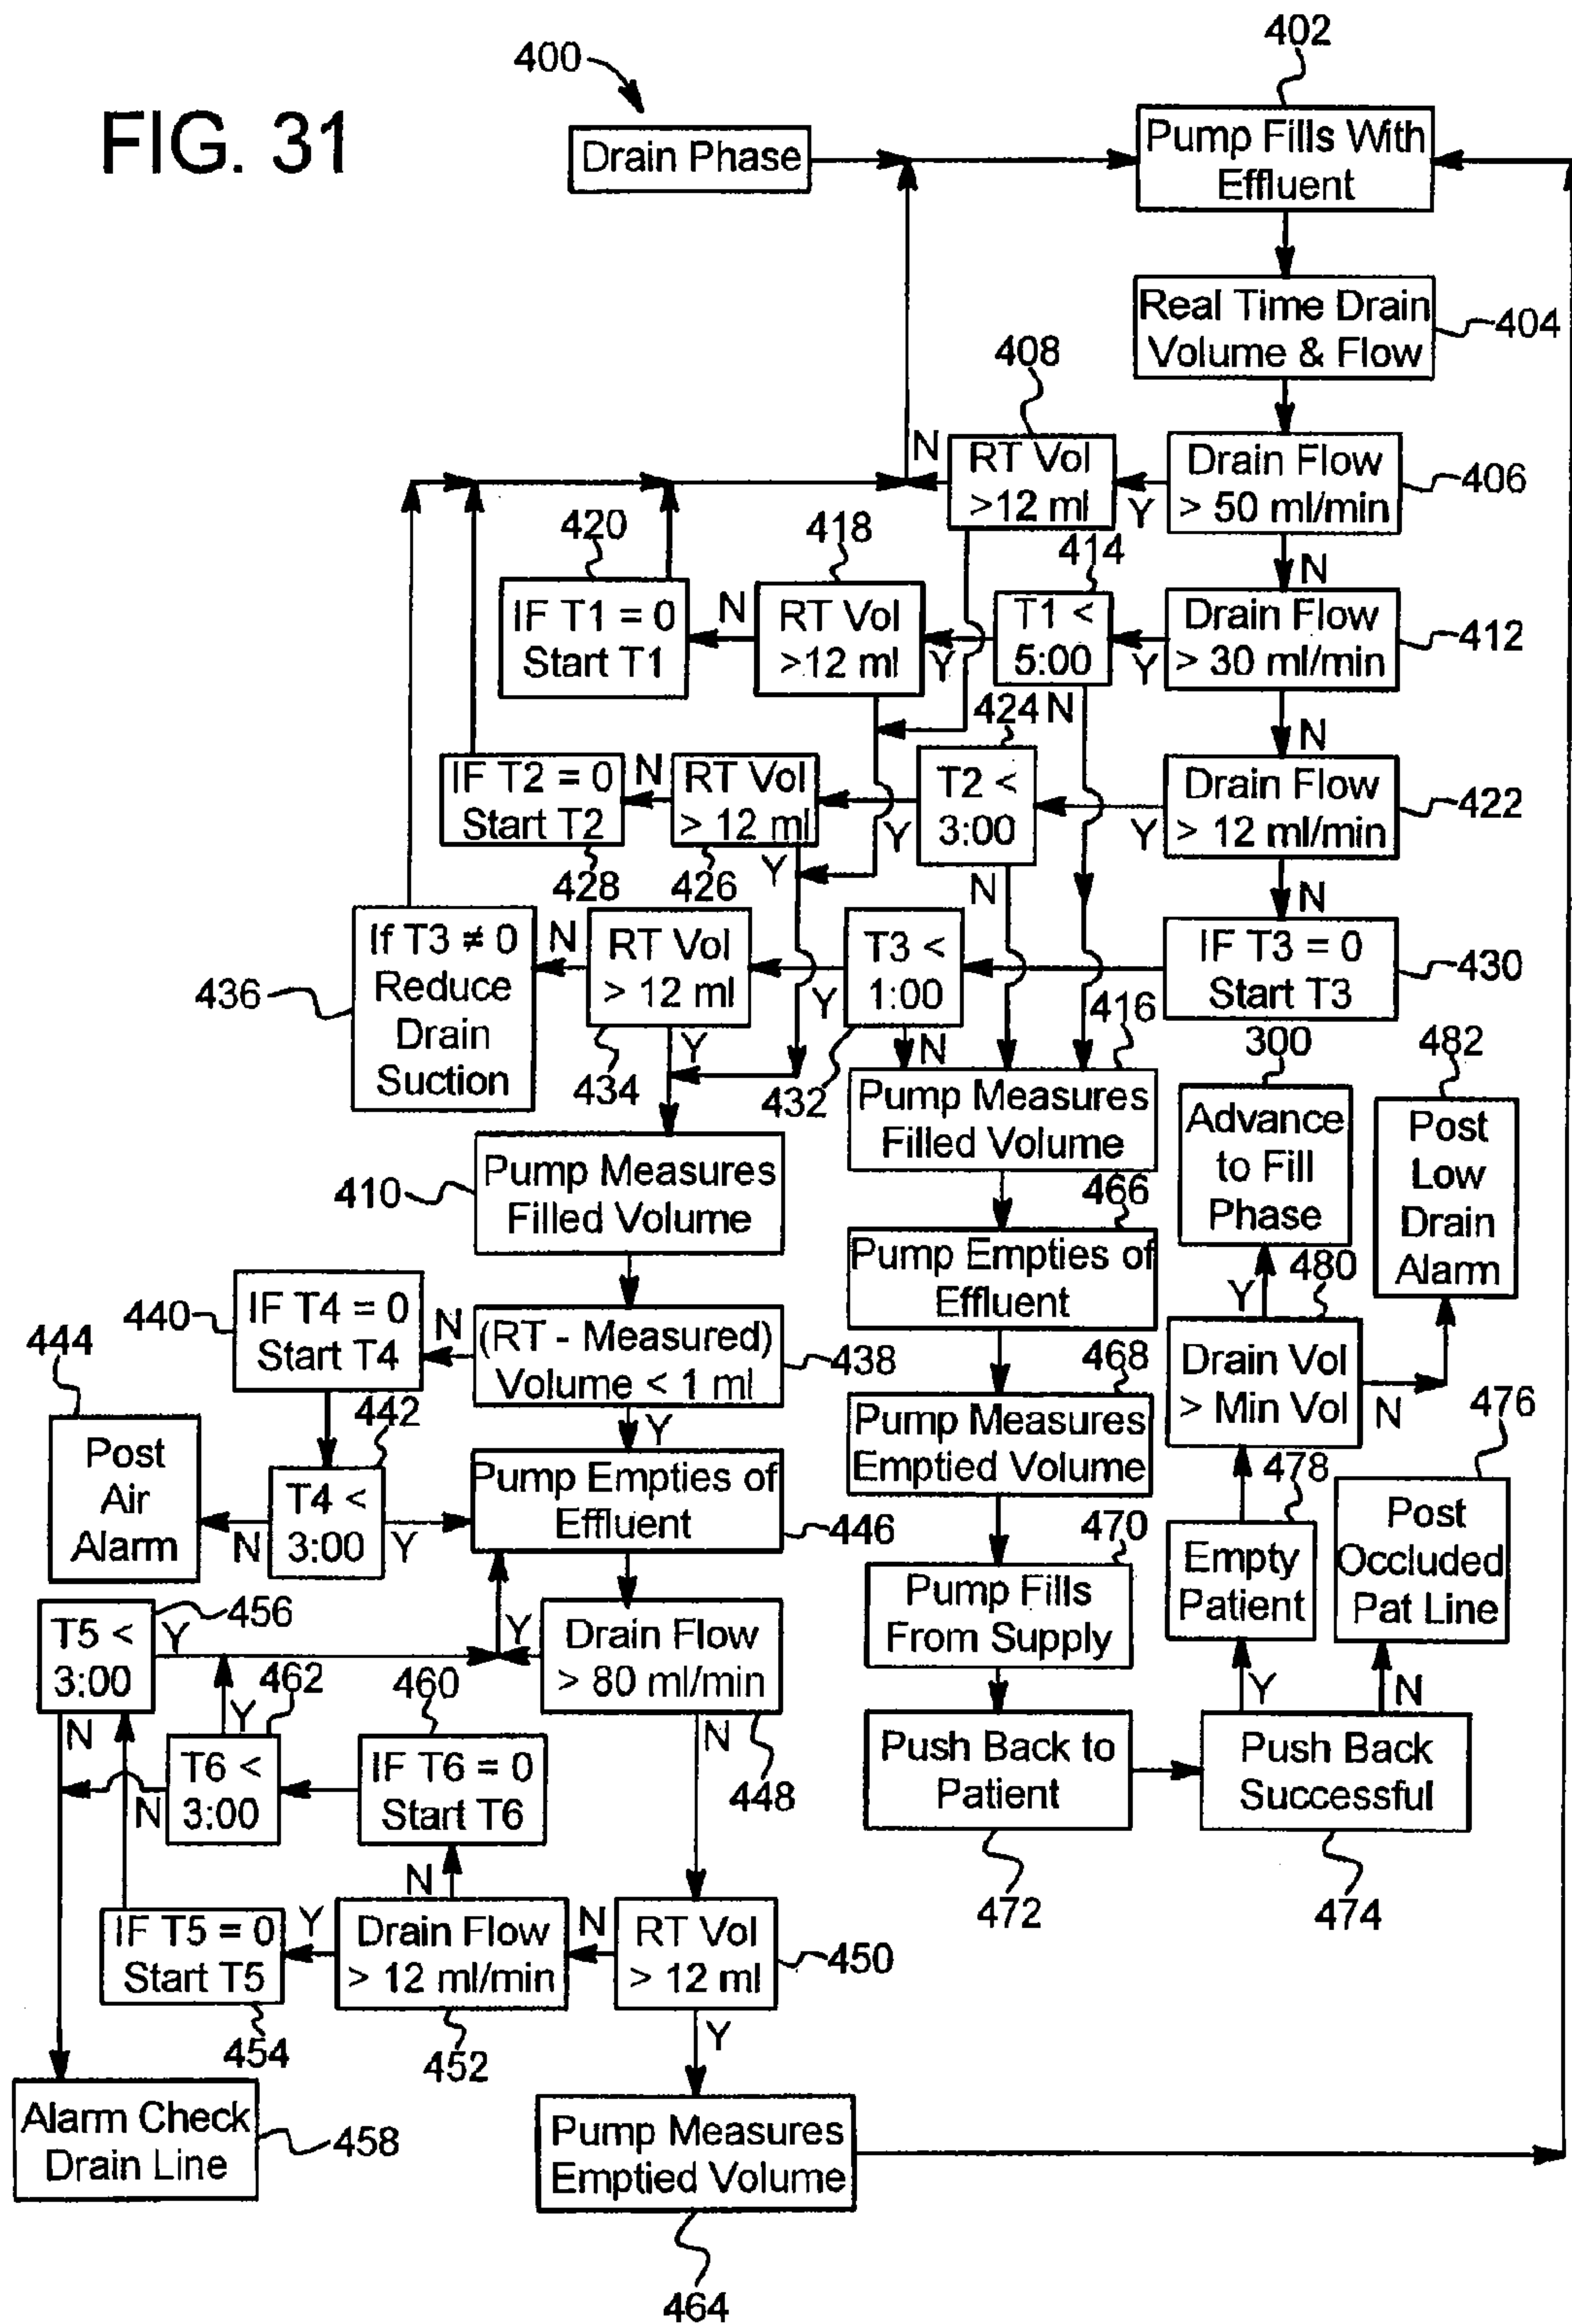 FIG. 31
400
402
Drain Phase
Pump Fills With
Effluent
Real Time Drain
Volume & Flow
404
408
N
RT Vol
>12 ml
Y
Drain Flow
> 50 ml/min
406
N
420
418
414
IF T1 = 0
Start T1
N
RT Vol
>12 ml
Y
T1 <
5:00
Y
Drain Flow
> 30 ml/min
412
424
N
N
IF T2 = 0
Start T2
N
RT Vol
> 12 ml
Y
T2 <
3:00
Y
Drain Flow
> 12 ml/min
422
428
426
Y
N
N
436
If T3 ≠ 0
Reduce
Drain
Suction
N
RT Vol
> 12 ml
Y
T3 <
1:00
IF T3 = 0
Start T3
430
434
Y
432
N
416
300
482
410
Pump Measures
Filled Volume
Pump Measures
Filled Volume
Advance
to Fill
Phase
Post
Low
Drain
Alarm
466
Pump Empties of
Effluent
Y
480
440
IF T4 = 0
Start T4
N
(RT - Measured)
Volume < 1 ml
438
444
442
Y
468
Drain Vol
> Min Vol
N
476
Post
Air
Alarm
N
T4 <
3:00
Y
Pump Empties of
Effluent
446
Pump Measures
Emptied Volume
478
470
Empty
Patient
Post
Occluded
Pat Line
T5 <
3:00
456
Y
462
460
Y
Drain Flow
> 80 ml/min
Pump Fills
From Supply
Y
N
N
Y
T6 <
3:00
N
IF T6 = 0
Start T6
N
448
Push Back to
Patient
Push Back
Successful
472
474
N
IF T5 = 0
Start T5
Y
Drain Flow
> 12 ml/min
N
RT Vol
> 12 ml
450
454
452
Y
Alarm Check
Drain Line
458
Pump Measures
Emptied Volume
464